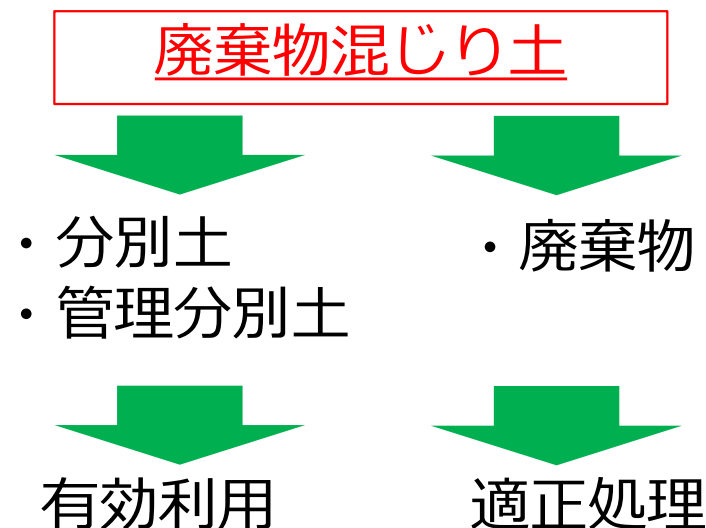 廃棄物混じり土
・分別土
・管理分別土
・廃棄物
有効利用
適正処理